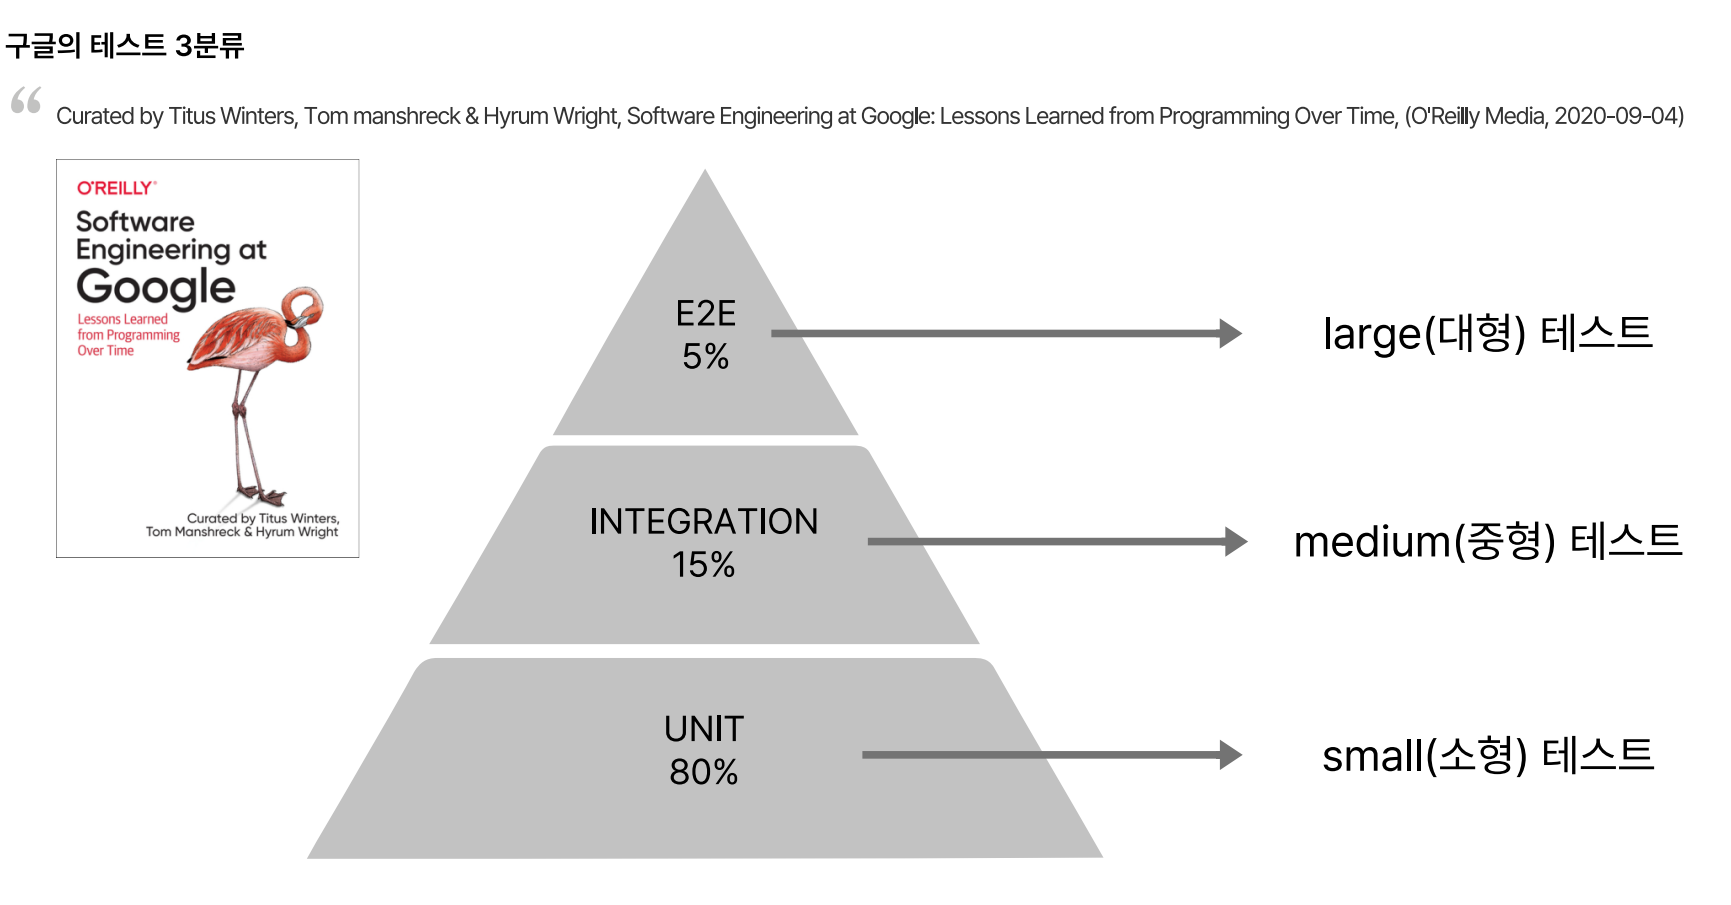 구글의 테스트 3분류
“ Curated by Titus Winters, Tom manshreck & Hyrum Wright, Software Engineering at Google: Lessons Learned from Programming Over Time, (O'Reilly Media, 2020-09-04)
O'REILLY®
Software
Engineering at
Google
Lessons Learned
from Programming
Over Time
Curated by Titus Winters,
Tom Manshreck & Hyrum Wright
E2E
5%
large(대형) 테스트
INTEGRATION
15%
medium(중형) 테스트
UNIT
80%
small(소형) 테스트